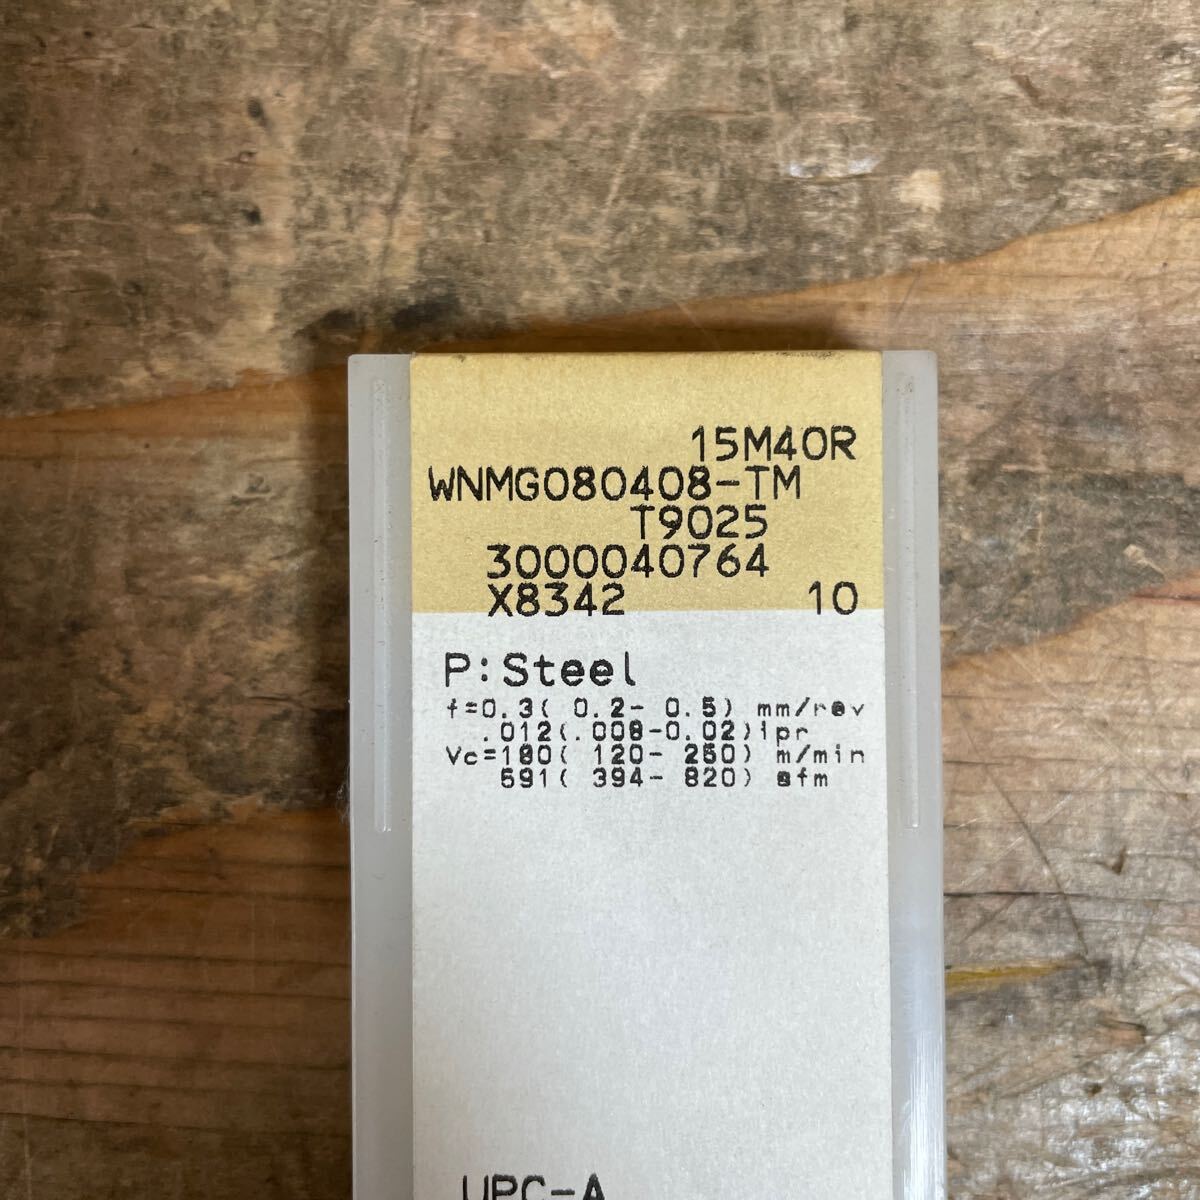 15M40R
WNMG080408-TM
T9025
3000040764
X8342 10
P:Steel
f=0.3( 0.2- 0.5) mm/rev
.012(.008-0.02)ipr
Vc=180( 120- 250) m/min
591( 394- 820) sfm
UPC-A